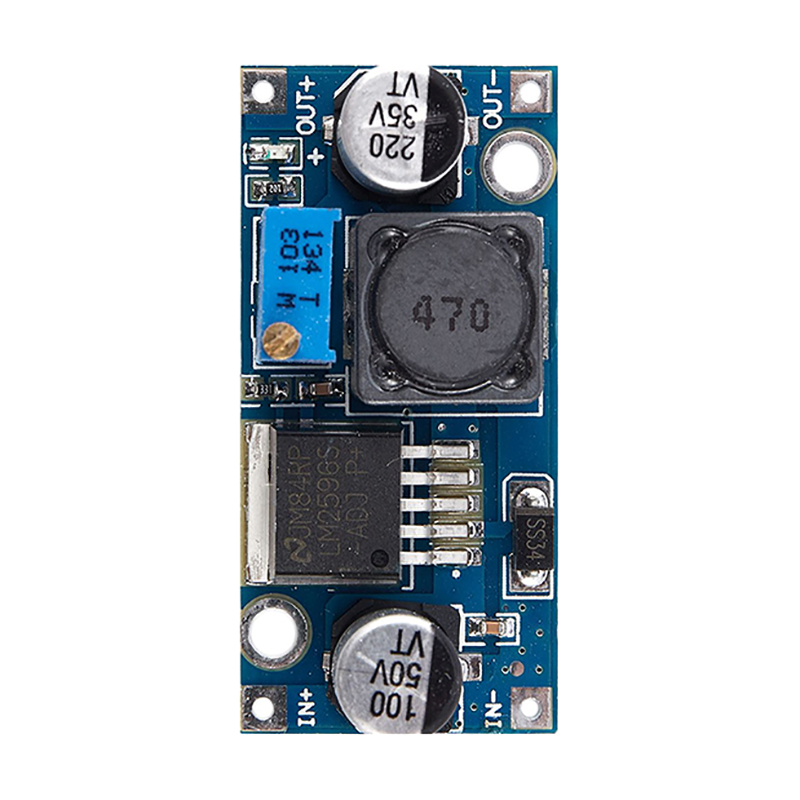 OUT+
OUT-
220
35V
VT
+
201
134 T
103 M
470
331
JM84RP
LM2596S
ADJ P+
SS34
100
50V
VT
IN+
IN-